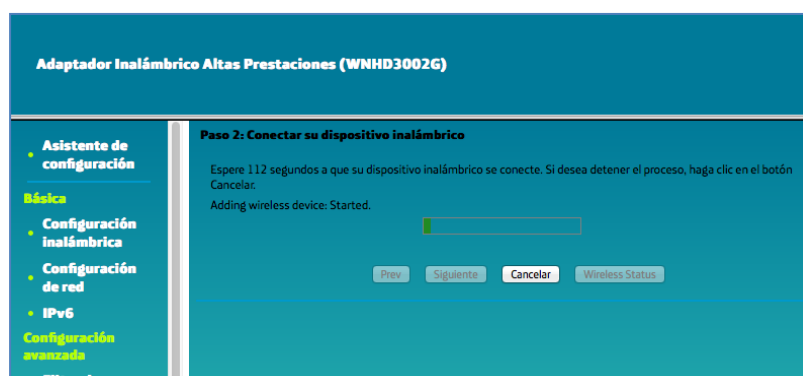 Adaptador Inalámbrico Altas Prestaciones (WNHD3002G)
Asistente de
configuración
Básica
Configuración
inalámbrica
Configuración
de red
IPv6
Configuración
avanzada
Paso 2: Conectar su dispositivo inalámbrico
Espere 112 segundos a que su dispositivo inalámbrico se conecte. Si desea detener el proceso, haga clic en el botón
Cancelar.
Adding wireless device: Started.
Prev Siguiente Cancelar Wireless Status